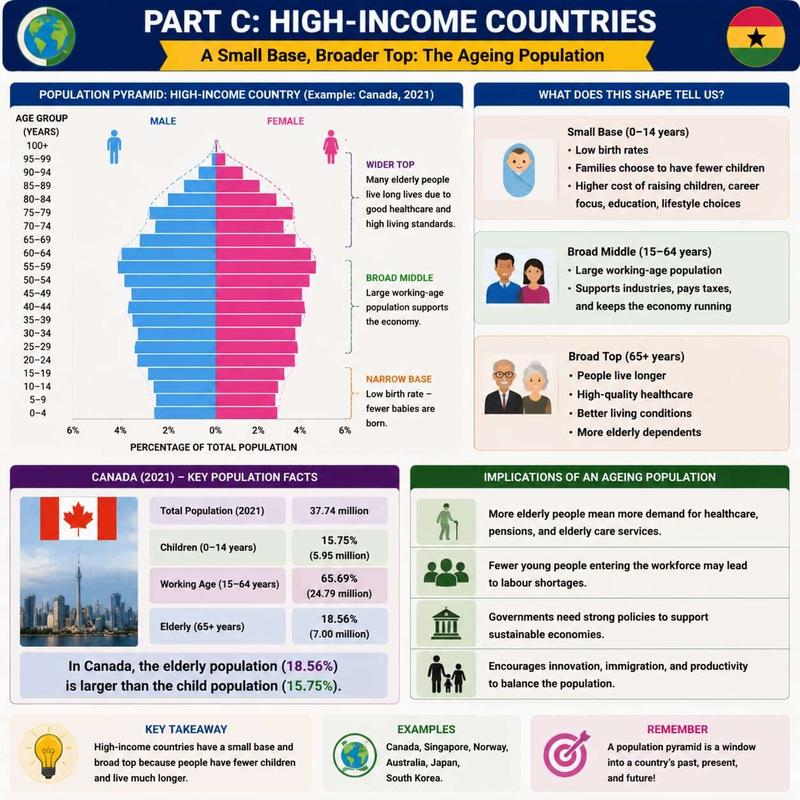 PART C: HIGH-INCOME COUNTRIES
A Small Base, Broader Top: The Ageing Population
POPULATION PYRAMID: HIGH-INCOME COUNTRY (Example: Canada, 2021)
AGE GROUP
(YEARS)
MALE
FEMALE
100+
95–99
90–94
85–89
80–84
75–79
70–74
65–69
60–64
55–59
50–54
45–49
40–44
35–39
30–34
25–29
20–24
15–19
10–14
5–9
0–4
6%
4%
2%
0%
2%
4%
6%
PERCENTAGE OF TOTAL POPULATION
WIDER TOP
Many elderly people
live long lives due to
good healthcare and
high living standards.
BROAD MIDDLE
Large working-age
population supports
the economy.
NARROW BASE
Low birth rate –
fewer babies are
born.
WHAT DOES THIS SHAPE TELL US?
Small Base (0–14 years)
• Low birth rates
• Families choose to have fewer children
• Higher cost of raising children, career
focus, education, lifestyle choices
Broad Middle (15–64 years)
• Large working-age population
• Supports industries, pays taxes,
and keeps the economy running
Broad Top (65+ years)
• People live longer
• High-quality healthcare
• Better living conditions
• More elderly dependents
CANADA (2021) – KEY POPULATION FACTS
Total Population (2021)
37.74 million
Children (0–14 years)
15.75%
(5.95 million)
Working Age (15–64 years)
65.69%
(24.79 million)
Elderly (65+ years)
18.56%
(7.00 million)
In Canada, the elderly population (18.56%)
is larger than the child population (15.75%).
IMPLICATIONS OF AN AGEING POPULATION
More elderly people mean more demand for healthcare,
pensions, and elderly care services.
Fewer young people entering the workforce may lead
to labour shortages.
Governments need strong policies to support
sustainable economies.
Encourages innovation, immigration, and productivity
to balance the population.
KEY TAKEAWAY
High-income countries have a small base and
broad top because people have fewer children
and live much longer.
EXAMPLES
Canada, Singapore, Norway,
Australia, Japan,
South Korea.
REMEMBER
A population pyramid is a window
into a country's past, present,
and future!